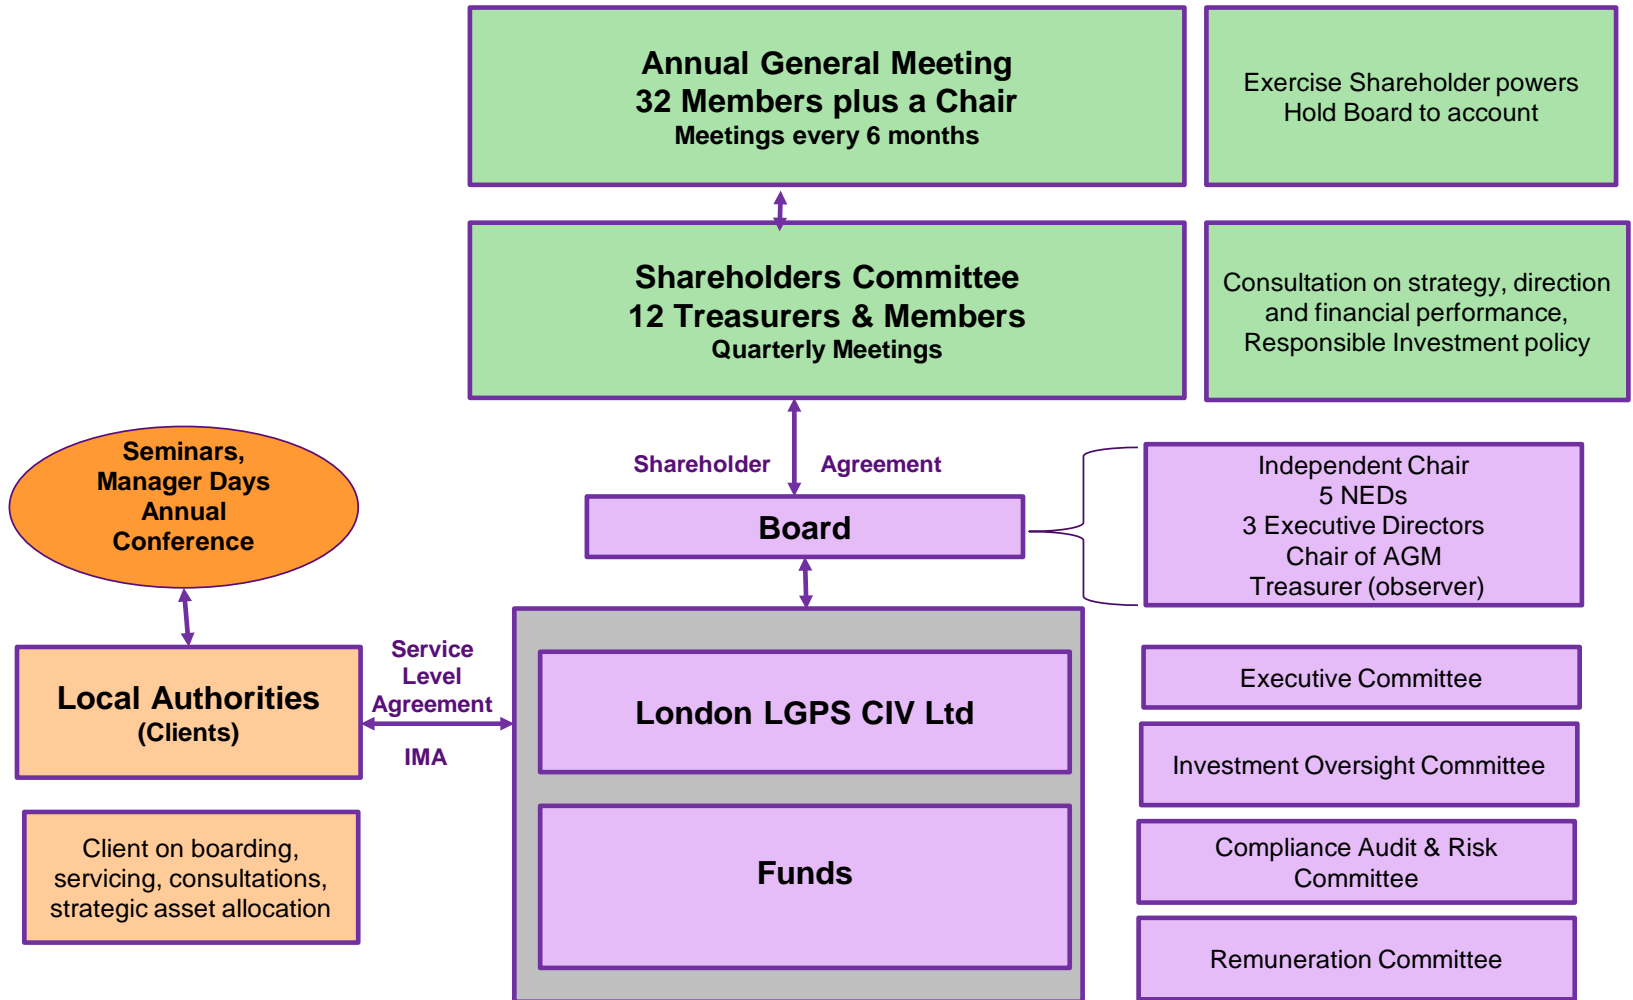 Annual General Meeting
32 Members plus a Chair
Meetings every 6 months
Exercise Shareholder powers
Hold Board to account
Shareholders Committee
12 Treasurers & Members
Quarterly Meetings
Consultation on strategy, direction
and financial performance,
Responsible Investment policy
Seminars,
Manager Days
Annual
Conference
Shareholder Agreement
Board
Independent Chair
5 NEDs
3 Executive Directors
Chair of AGM
Treasurer (observer)
Local Authorities
(Clients)
Service
Level
Agreement
IMA
London LGPS CIV Ltd
Funds
Executive Committee
Investment Oversight Committee
Compliance Audit & Risk
Committee
Remuneration Committee
Client on boarding,
servicing, consultations,
strategic asset allocation